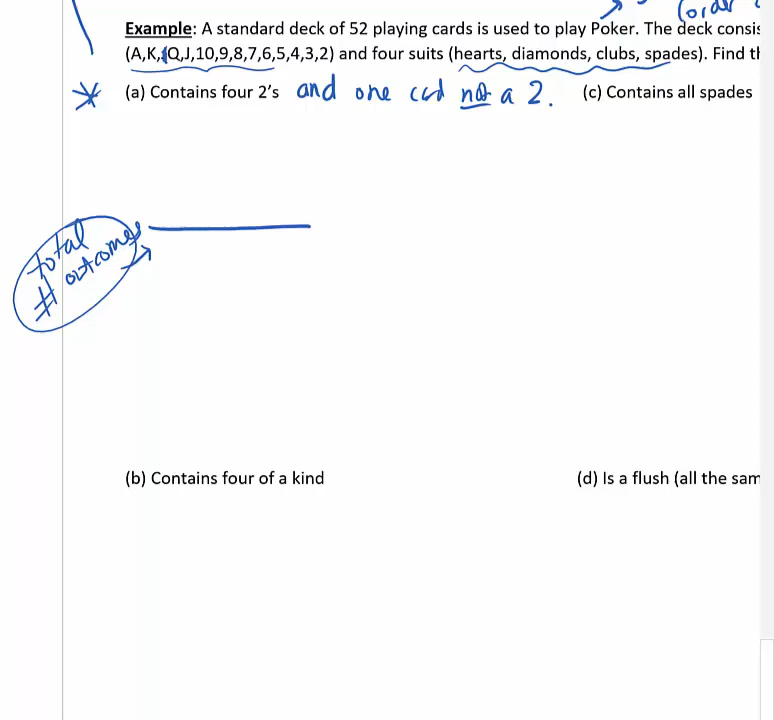 (order
Example: A standard deck of 52 playing cards is used to play Poker. The deck consis
(A,K,Q,J,10,9,8,7,6,5,4,3,2) and four suits (hearts, diamonds, clubs, spades). Find th
(a) Contains four 2's and one card not a 2. (c) Contains all spades
total
# outcomes
(b) Contains four of a kind (d) Is a flush (all the sam